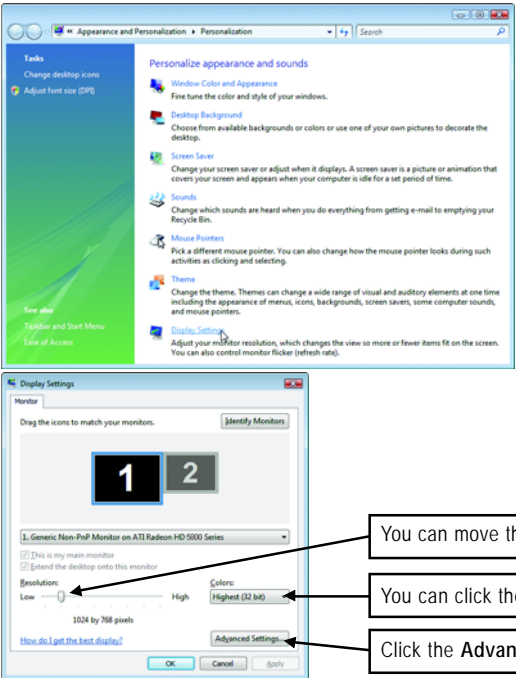 « Appearance and Personalization ▸ Personalization
Search
Tasks
Change desktop icons
Adjust font size (DPI)
See also
Taskbar and Start Menu
Ease of Access
Personalize appearance and sounds
Window Color and Appearance
Fine tune the color and style of your windows.
Desktop Background
Choose from available backgrounds or colors or use one of your own pictures to decorate the
desktop.
Screen Saver
Change your screen saver or adjust when it displays. A screen saver is a picture or animation that
covers your screen and appears when your computer is idle for a set period of time.
Sounds
Change which sounds are heard when you do everything from getting e-mail to emptying your
Recycle Bin.
Mouse Pointers
Pick a different mouse pointer. You can also change how the mouse pointer looks during such
activities as clicking and selecting.
Theme
Change the theme. Themes can change a wide range of visual and auditory elements at one time
including the appearance of menus, icons, backgrounds, screen savers, some computer sounds,
and mouse pointers.
Display Settings
Adjust your monitor resolution, which changes the view so more or fewer items fit on the screen.
You can also control monitor flicker (refresh rate).
Display Settings
Monitor
Drag the icons to match your monitors.
Identify Monitors
1
2
1. Generic Non-PnP Monitor on ATI Radeon HD 5800 Series
This is my main monitor
Extend the desktop onto this monitor
Resolution:
Low
High
1024 by 768 pixels
Colors:
Highest (32 bit)
How do I get the best display?
Advanced Settings...
OK
Cancel
Apply
You can move th
You can click the
Click the Advan